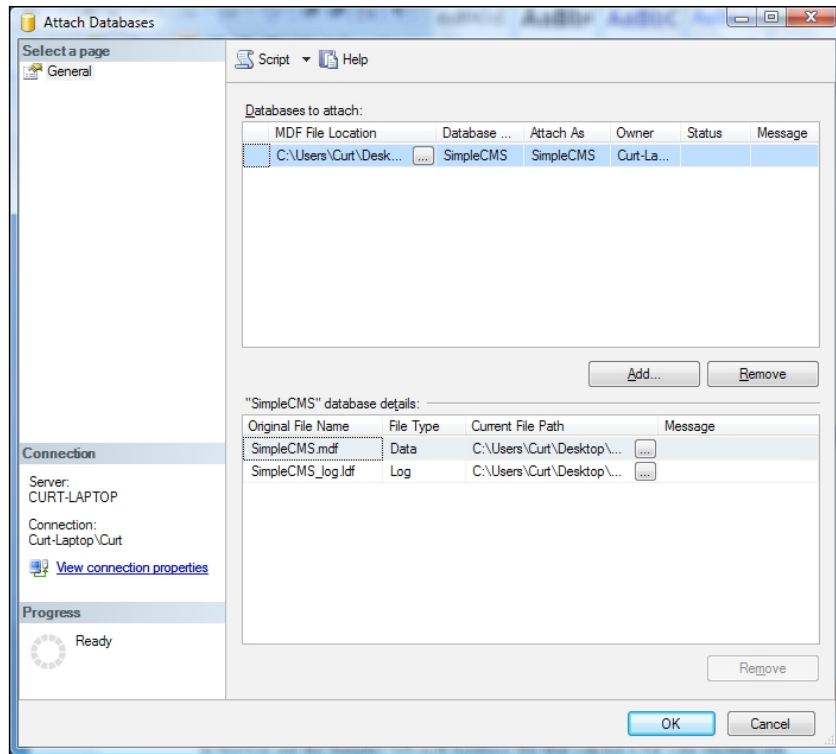 Attach Databases
Select a page
General
Script Help
Databases to attach:
MDF File Location Database ... Attach As Owner Status Message
C:\Users\Curt\Desk... ... SimpleCMS SimpleCMS Curt-La...
Add... Remove
"SimpleCMS" database details:
Original File Name File Type Current File Path Message
SimpleCMS.mdf Data C:\Users\Curt\Desktop\... ...
SimpleCMS_log.ldf Log C:\Users\Curt\Desktop\... ...
Connection
Server:
CURT-LAPTOP
Connection:
Curt-Laptop\Curt
View connection properties
Progress
Ready
Remove
OK Cancel